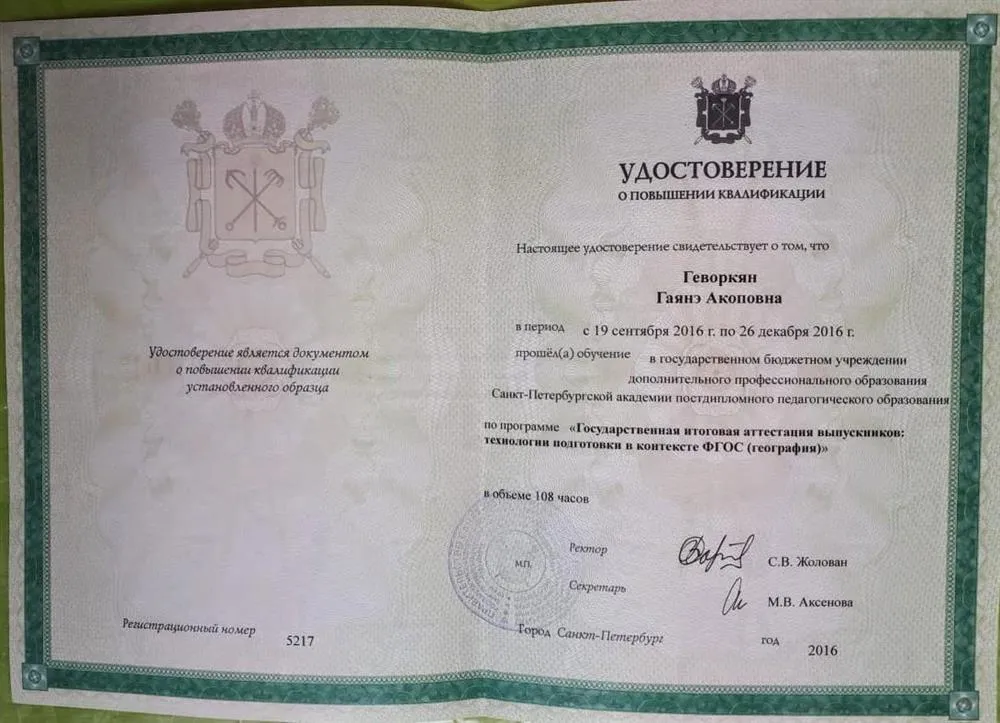 Удостоверение является документом
о повышении квалификации
установленного образца
Регистрационный номер
5217
УДОСТОВЕРЕНИЕ
О ПОВЫШЕНИИ КВАЛИФИКАЦИИ
Настоящее удостоверение свидетельствует о том, что
Геворкян
Гаянэ Акоповна
в период с 19 сентября 2016 г. по 26 декабря 2016 г.
прошёл(а) обучение в государственном бюджетном учреждении
дополнительного профессионального образования
Санкт-Петербургской академии постдипломного педагогического образования
по программе «Государственная итоговая аттестация выпускников:
технологии подготовки в контексте ФГОС (география)»
в объеме 108 часов
Ректор С.В. Жолован
М.П.
Секретарь М.В. Аксенова
Город Санкт-Петербург год 2016